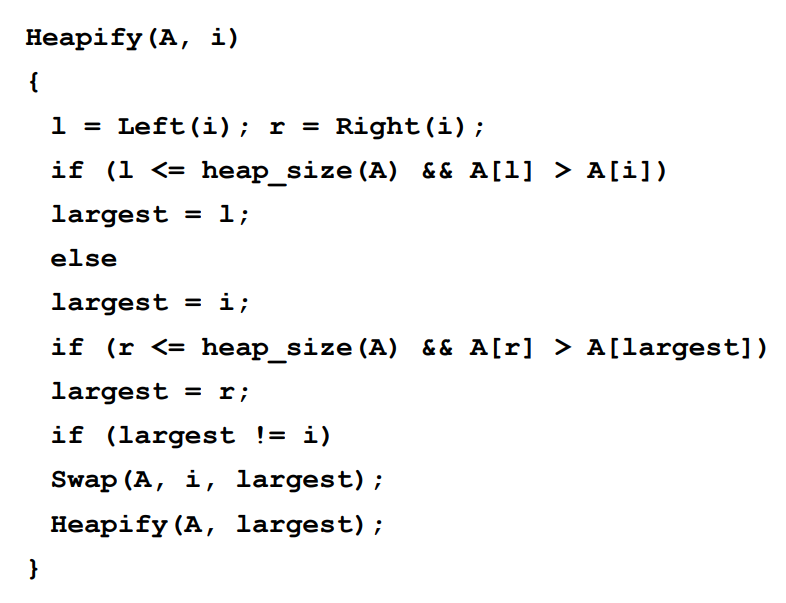 Heapify(A, i)
{
l = Left(i); r = Right(i);
if (l <= heap_size(A) && A[l] > A[i])
largest = l;
else
largest = i;
if (r <= heap_size(A) && A[r] > A[largest])
largest = r;
if (largest != i)
Swap(A, i, largest);
Heapify(A, largest);
}